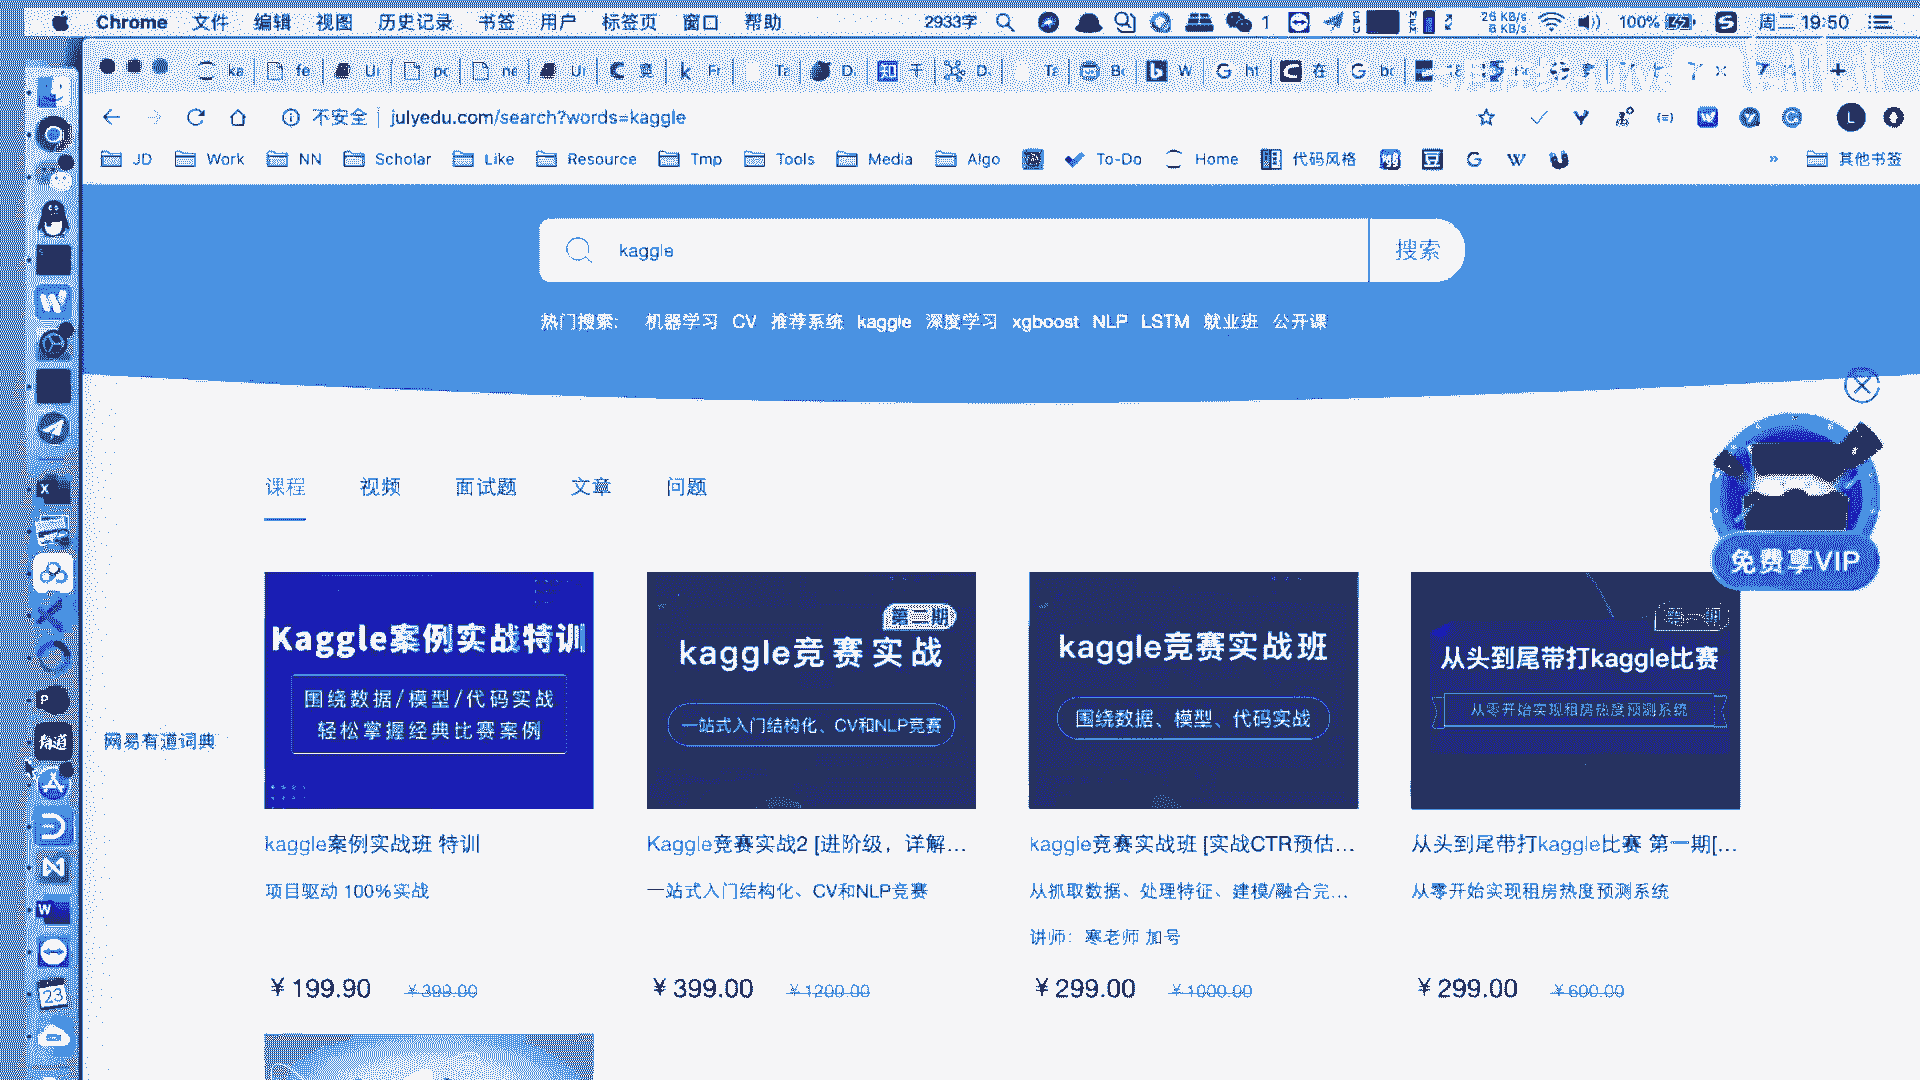 Chrome 文件 编辑 视图 历史记录 书签 用户 标签页 窗口 帮助 2933字 1 26 KB/s 6 KB/s 100% 周二 19:50
不安全 julyedu.com/search?words=kaggle
JD Work NN Scholar Like Resource Tmp Tools Media Algo To-Do Home 代码风格 其他书签
kaggle 搜索
热门搜索: 机器学习 CV 推荐系统 kaggle 深度学习 xgboost NLP LSTM 就业班 公开课
免费享VIP
课程 视频 面试题 文章 问题
Kaggle案例实战特训
围绕数据/模型/代码实战
轻松掌握经典比赛案例
第二期
kaggle竞赛实战
一站式入门结构化、CV和NLP竞赛
kaggle竞赛实战班
围绕数据、模型、代码实战
第一期
从头到尾带打kaggle比赛
从零开始实现租房热度预测系统
网易有道词典
kaggle案例实战班 特训
项目驱动 100%实战
¥199.90 ¥399.00
Kaggle竞赛实战2 [进阶级，详解...
一站式入门结构化、CV和NLP竞赛
¥399.00 ¥1200.00
kaggle竞赛实战班 [实战CTR预估...
从抓取数据、处理特征、建模/融合完...
讲师：寒老师 加号
¥299.00 ¥1000.00
从头到尾带打kaggle比赛 第一期[...
从零开始实现租房热度预测系统
¥299.00 ¥600.00